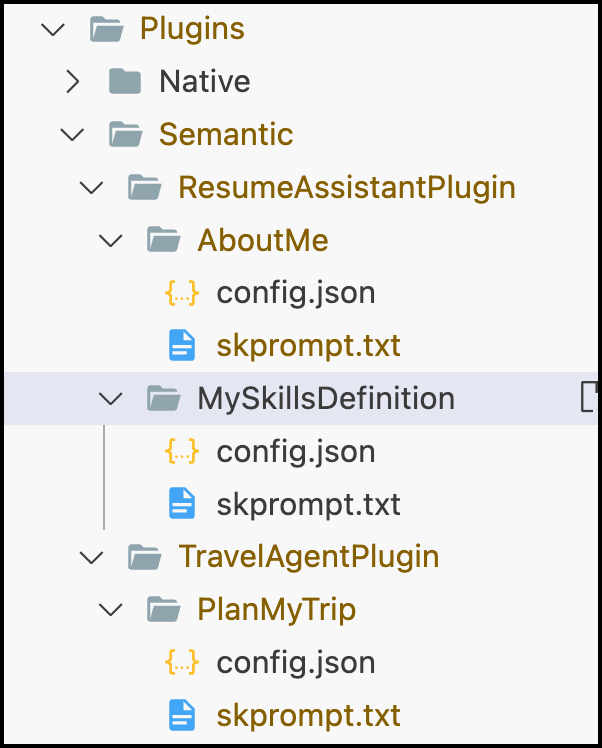 Plugins
Native
Semantic
ResumeAssistantPlugin
AboutMe
{...} config.json
skprompt.txt
MySkillsDefinition
{...} config.json
skprompt.txt
TravelAgentPlugin
PlanMyTrip
{...} config.json
skprompt.txt